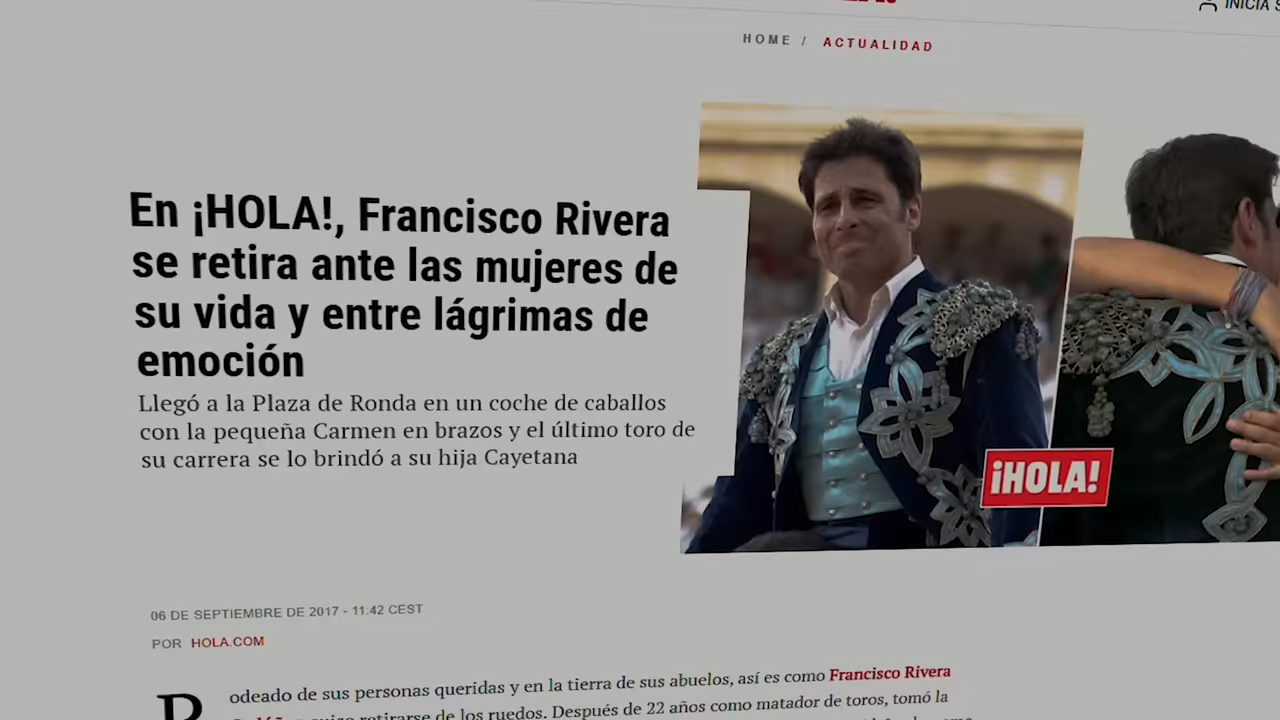 INICIA
HOME / ACTUALIDAD
En ¡HOLA!, Francisco Rivera
se retira ante las mujeres de
su vida y entre lágrimas de
emoción
Llegó a la Plaza de Ronda en un coche de caballos
con la pequeña Carmen en brazos y el último toro de
su carrera se lo brindó a su hija Cayetana
¡HOLA!
06 DE SEPTIEMBRE DE 2017 - 11:42 CEST
POR HOLA.COM
Rodeado de sus personas queridas y en la tierra de sus abuelos, así es como Francisco Rivera
quiso retirarse de los ruedos. Después de 22 años como matador de toros, tomó la